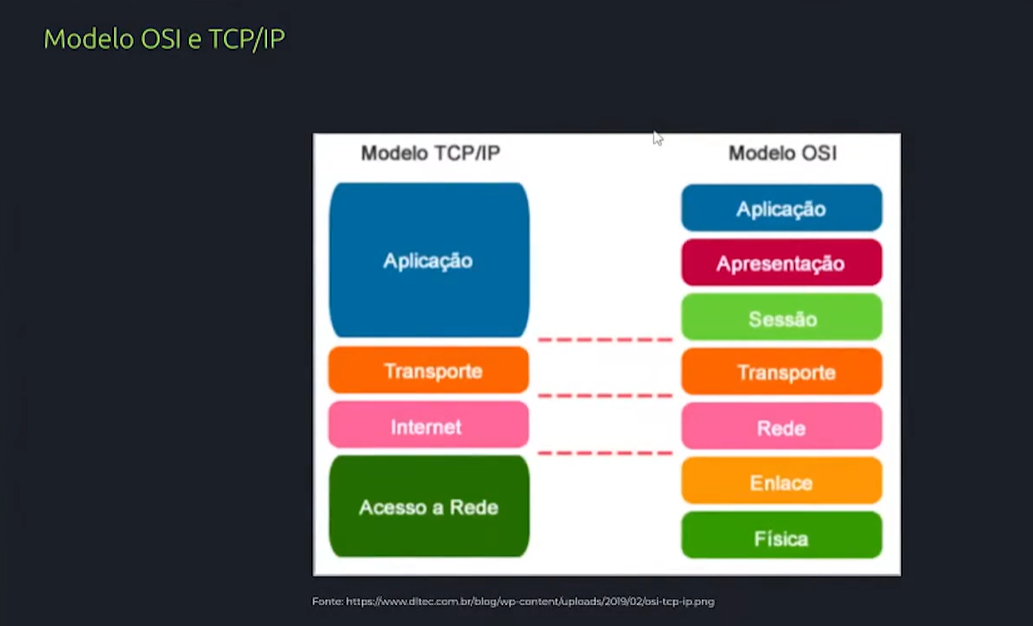 Modelo OSI e TCP/IP
Modelo TCP/IP
Modelo OSI
Aplicação
Transporte
Internet
Acesso a Rede
Aplicação
Apresentação
Sessão
Transporte
Rede
Enlace
Física
Fonte: https://www.dltec.com.br/blog/wp-content/uploads/2019/02/osi-tcp-ip.png